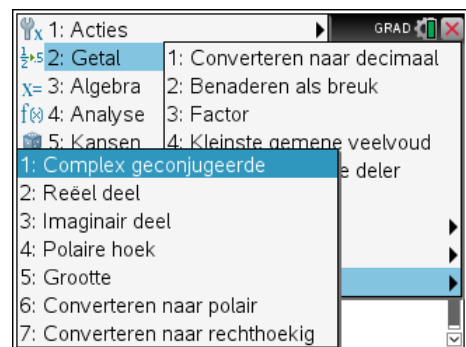 1: Acties
GRAD
2: Getal
1: Converteren naar decimaal
X= 3: Algebra
2: Benaderen als breuk
f(x) 4: Analyse
3: Factor
5: Kansen
4: Kleinste gemene veelvoud
1: Complex geconjugeerde
e deler
2: Reëel deel
3: Imaginair deel
4: Polaire hoek
5: Grootte
6: Converteren naar polair
7: Converteren naar rechthoekig